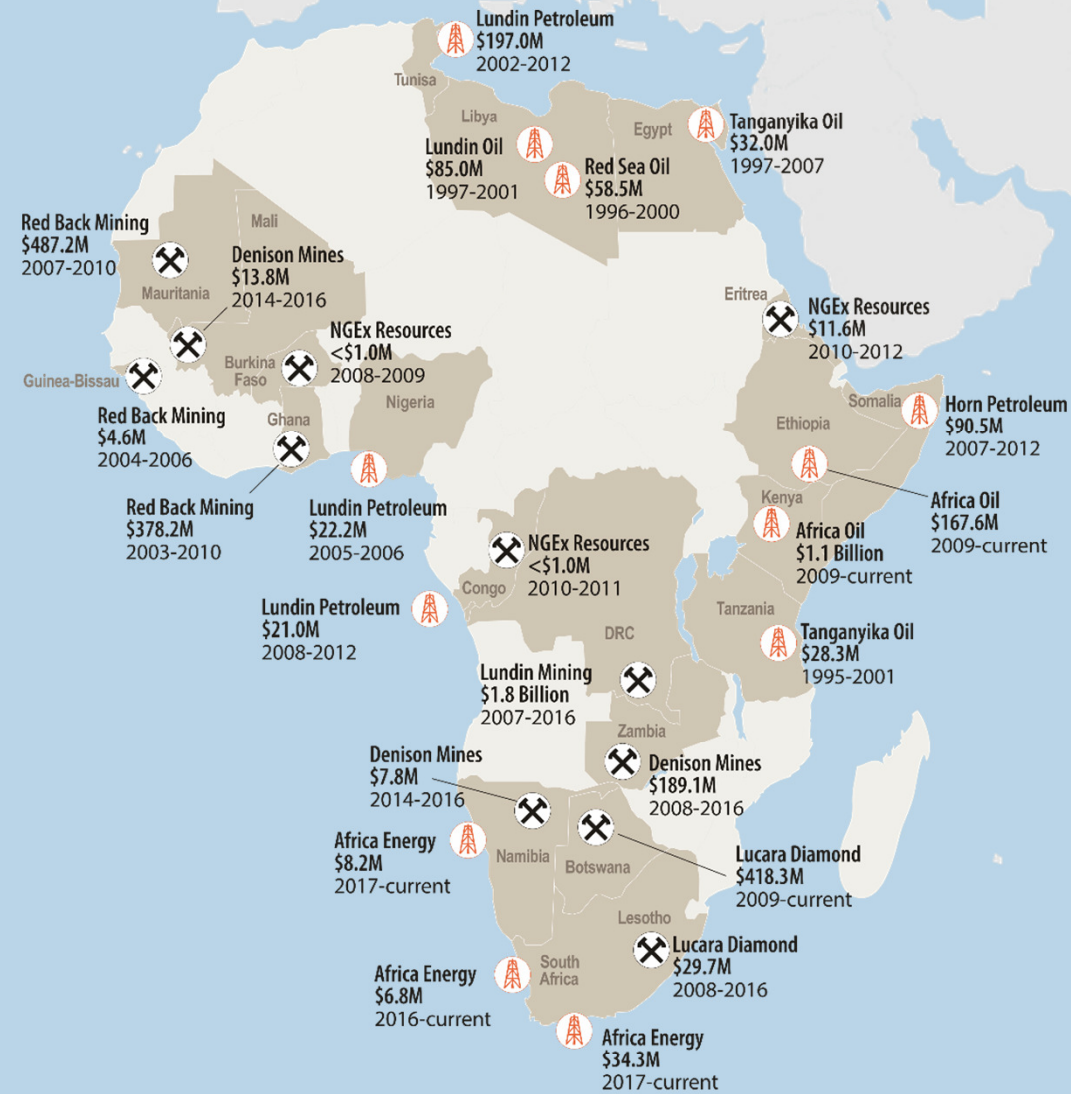 Lundin Petroleum
$197.0M
2002-2012
Tunisa
Libya
Egypt
Tanganyika Oil
$32.0M
1997-2007
Lundin Oil
$85.0M
1997-2001
Red Sea Oil
$58.5M
1996-2000
Red Back Mining
$487.2M
2007-2010
Mali
Mauritania
Denison Mines
$13.8M
2014-2016
Eritrea
NGEx Resources
$11.6M
2010-2012
NGEx Resources
<$1.0M
2008-2009
Burkina
Faso
Guinea-Bissau
Nigeria
Ghana
Red Back Mining
$4.6M
2004-2006
Somalia
Horn Petroleum
$90.5M
2007-2012
Ethiopia
Red Back Mining
$378.2M
2003-2010
Lundin Petroleum
$22.2M
2005-2006
Kenya
Africa Oil
$167.6M
2009-current
Africa Oil
$1.1 Billion
2009-current
NGEx Resources
<$1.0M
2010-2011
Congo
Lundin Petroleum
$21.0M
2008-2012
Tanzania
DRC
Tanganyika Oil
$28.3M
1995-2001
Lundin Mining
$1.8 Billion
2007-2016
Zambia
Denison Mines
$7.8M
2014-2016
Denison Mines
$189.1M
2008-2016
Africa Energy
$8.2M
2017-current
Namibia
Botswana
Lucara Diamond
$418.3M
2009-current
Lesotho
Lucara Diamond
$29.7M
2008-2016
South
Africa
Africa Energy
$6.8M
2016-current
Africa Energy
$34.3M
2017-current